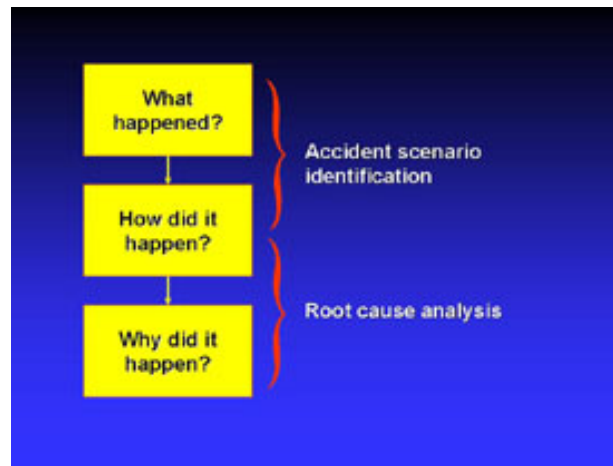 What
happened?
Accident scenario
identification
How did it
happen?
Root cause analysis
Why did it
happen?